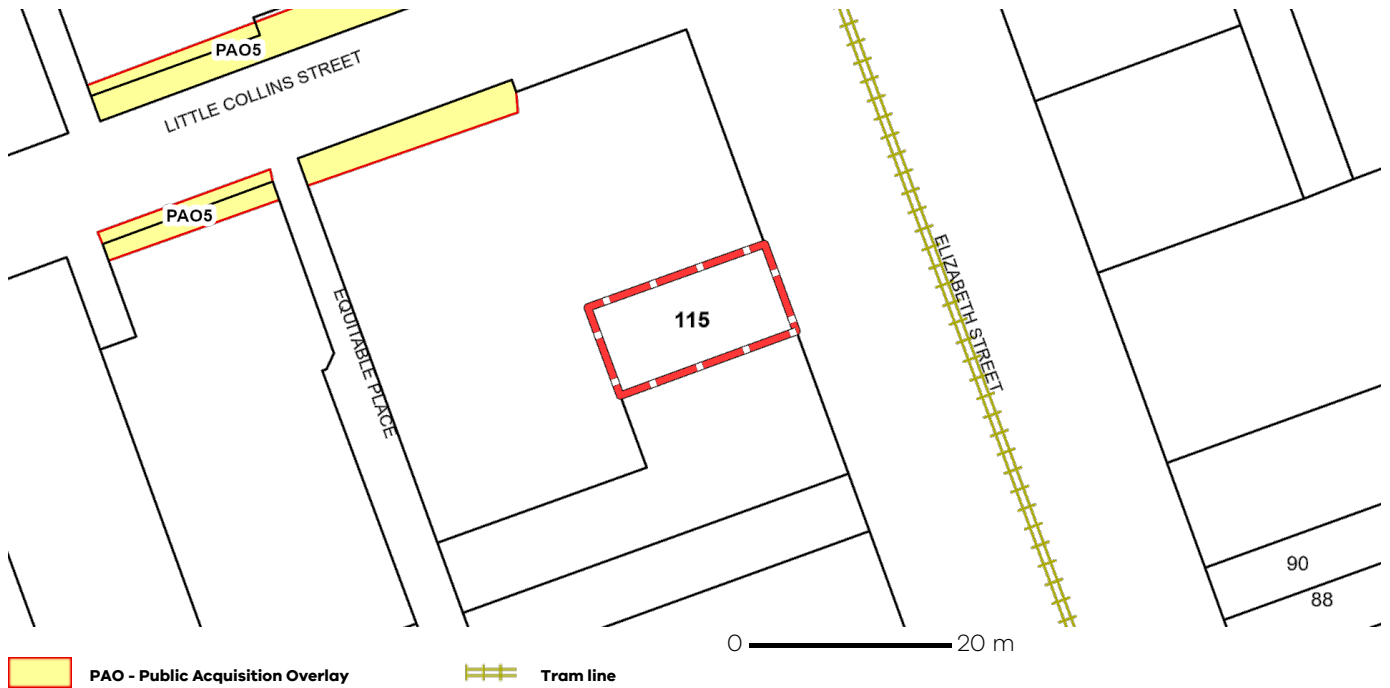 PAO5
LITTLE COLLINS STREET
PAO5
EQUITABLE PLACE
ELIZABETH STREET
115
90
88
0 20 m
PAO - Public Acquisition Overlay
Tram line